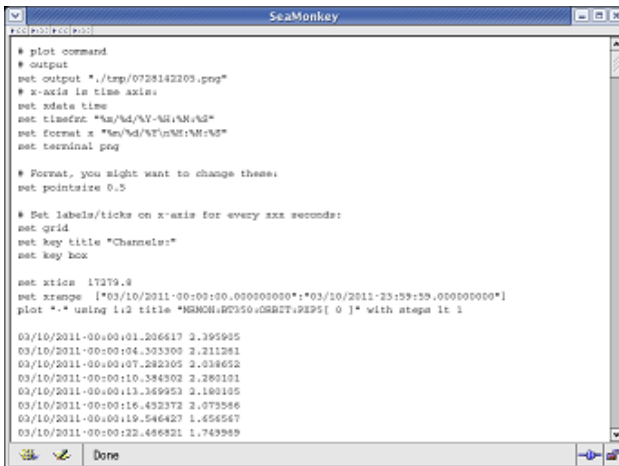 SeaMonkey
# plot command
# output
set output "./tmp/0728142205.png"
# x-axis is time axis:
set xdata time
set timefmt "%m/%d/%Y-%H:%M:%S"
set format x "%m/%d/%Y\n%H:%M:%S"
set terminal png
# Format, you might want to change these:
set pointsize 0.5
# Set labels/ticks on x-axis for every xxx seconds:
set grid
set key title "Channels:"
set key box
set xtics 17279.8
set xrange ["03/10/2011-00:00:00.000000000":"03/10/2011-23:59:59.000000000"]
plot "-" using 1:2 title "MRMON:BT350:ORBIT:PXP5[ 0 ]" with steps lt 1
03/10/2011-00:00:01.206617 2.395905
03/10/2011-00:00:04.303300 2.211261
03/10/2011-00:00:07.282305 2.038652
03/10/2011-00:00:10.384502 2.280101
03/10/2011-00:00:13.369953 2.180105
03/10/2011-00:00:16.452372 2.075566
03/10/2011-00:00:19.546427 1.656567
03/10/2011-00:00:22.466821 1.749969
Done